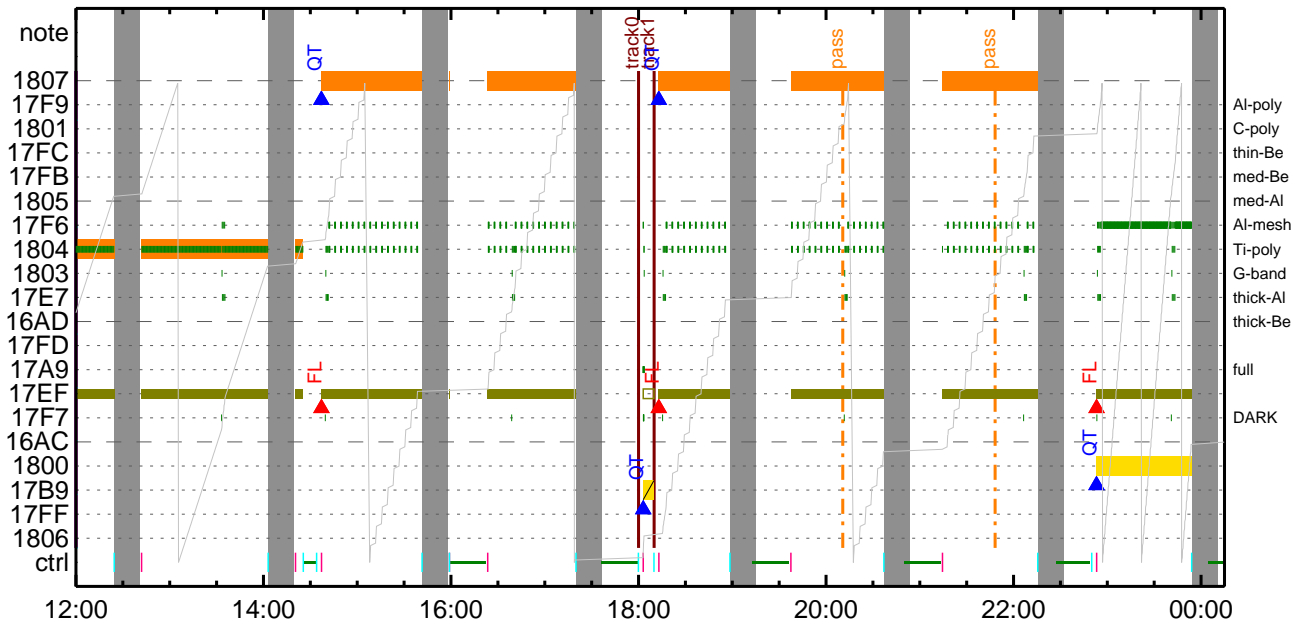 note
1807
17F9
1801
17FC
17FB
1805
17F6
1804
1803
17E7
16AD
17FD
17A9
17EF
17F7
16AC
1800
17B9
17FF
1806
ctrl
QT
track0
track1
QT
pass
pass
FL
FL
FL
QT
QT
Al-poly
C-poly
thin-Be
med-Be
med-Al
Al-mesh
Ti-poly
G-band
thick-Al
thick-Be
full
DARK
12:00 14:00 16:00 18:00 20:00 22:00 00:00